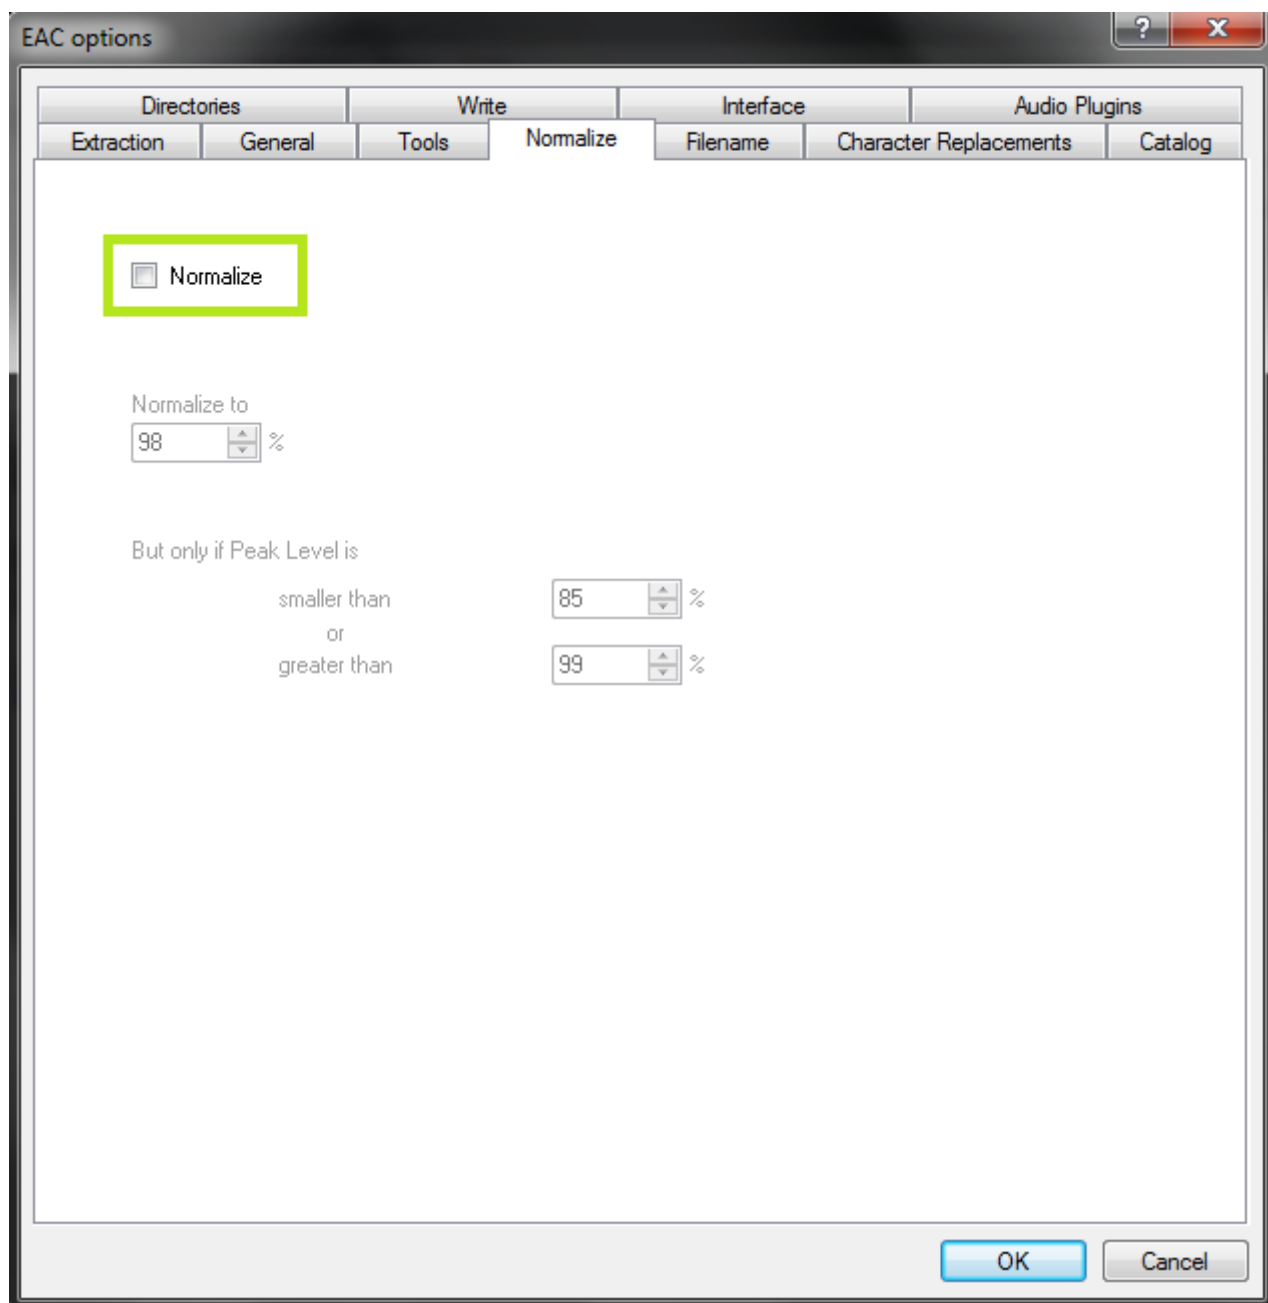 EAC options
?
X
Directories Write Interface Audio Plugins
Extraction General Tools Normalize Filename Character Replacements Catalog
Normalize
Normalize to
98 %
But only if Peak Level is
smaller than 85 %
or
greater than 99 %
OK Cancel